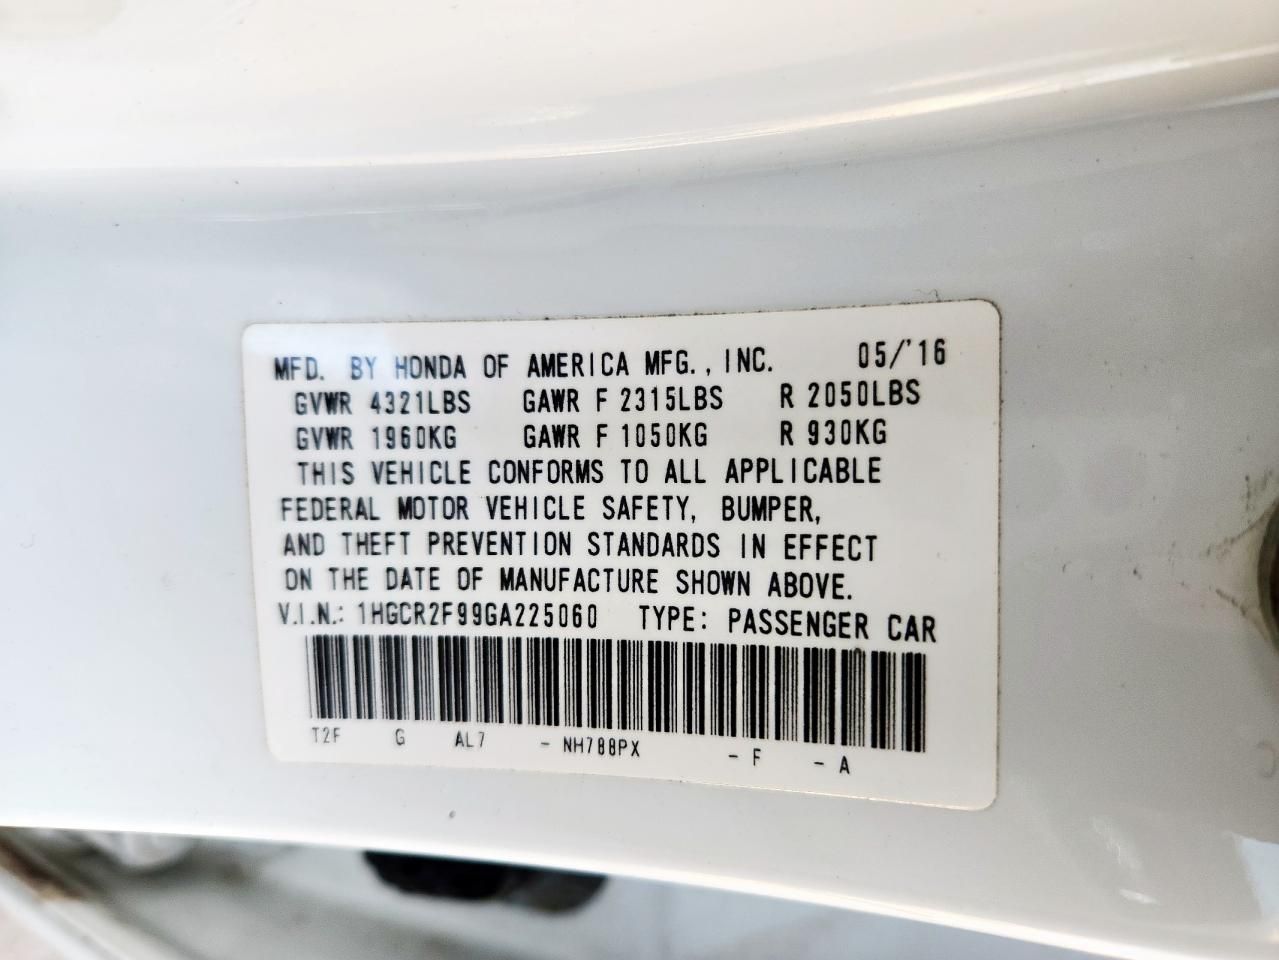 MFD. BY HONDA OF AMERICA MFG., INC. 05/'16
GVWR 4321LBS GAWR F 2315LBS R 2050LBS
GVWR 1960KG GAWR F 1050KG R 930KG
THIS VEHICLE CONFORMS TO ALL APPLICABLE
FEDERAL MOTOR VEHICLE SAFETY, BUMPER,
AND THEFT PREVENTION STANDARDS IN EFFECT
ON THE DATE OF MANUFACTURE SHOWN ABOVE.
V.I.N.: 1HGCR2F99GA225060 TYPE: PASSENGER CAR
T2F G AL7 - NH788PX - F - A